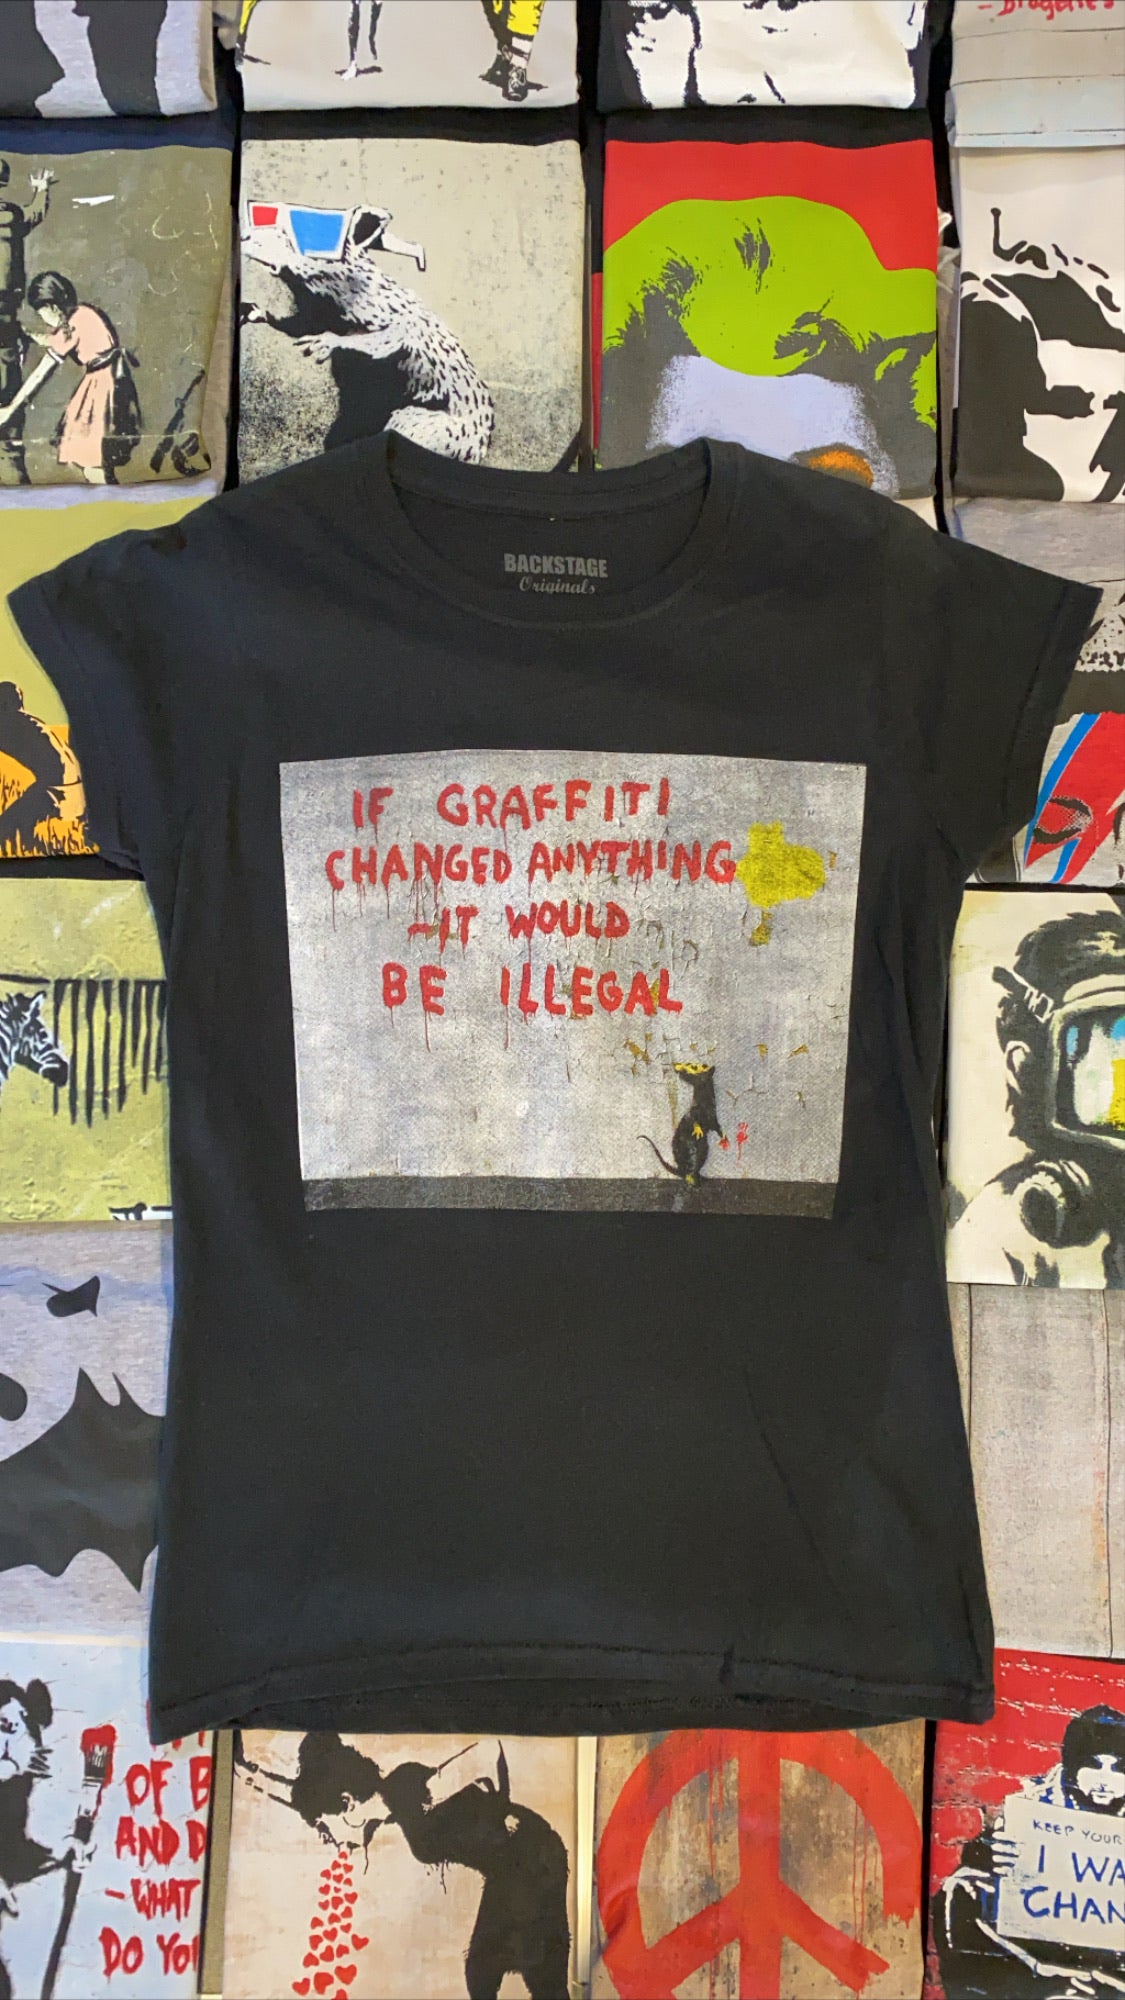 - Diogenes
BACKSTAGE
Originals
IF GRAFFITI
CHANGED ANYTHING
-IT WOULD
BE ILLEGAL
OF B
AND D
-WHAT
DO YO
KEEP YOUR
I WA
CHAN